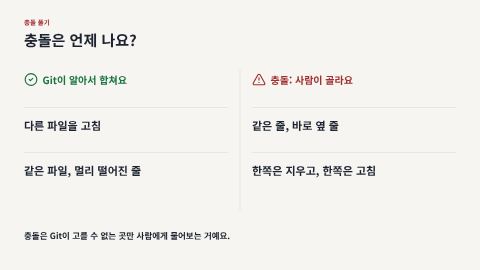 충돌 풀기
충돌은 언제 나요?
Git이 알아서 합쳐요
다른 파일을 고침
같은 파일, 멀리 떨어진 줄
충돌: 사람이 골라요
같은 줄, 바로 옆 줄
한쪽은 지우고, 한쪽은 고침
충돌은 Git이 고를 수 없는 곳만 사람에게 물어보는 거예요.